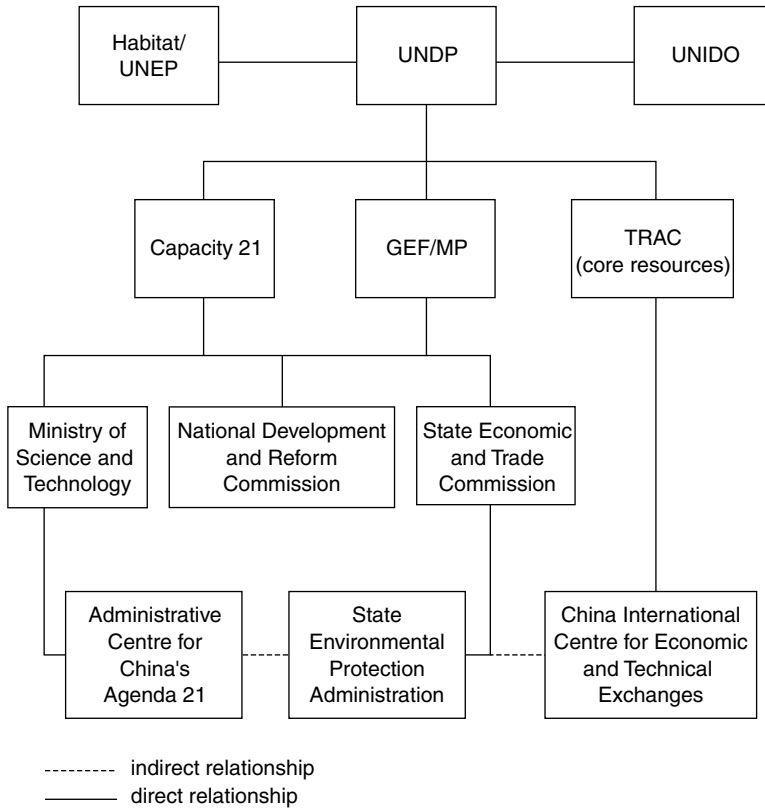 Habitat/
UNEP
UNDP
UNIDO
Capacity 21
GEF/MP
TRAC
(core resources)
Ministry of
Science and
Technology
National Development
and Reform
Commission
State Economic
and Trade
Commission
Administrative
Centre for
China's
Agenda 21
State
Environmental
Protection
Administration
China International
Centre for Economic
and Technical
Exchanges
indirect relationship
direct relationship